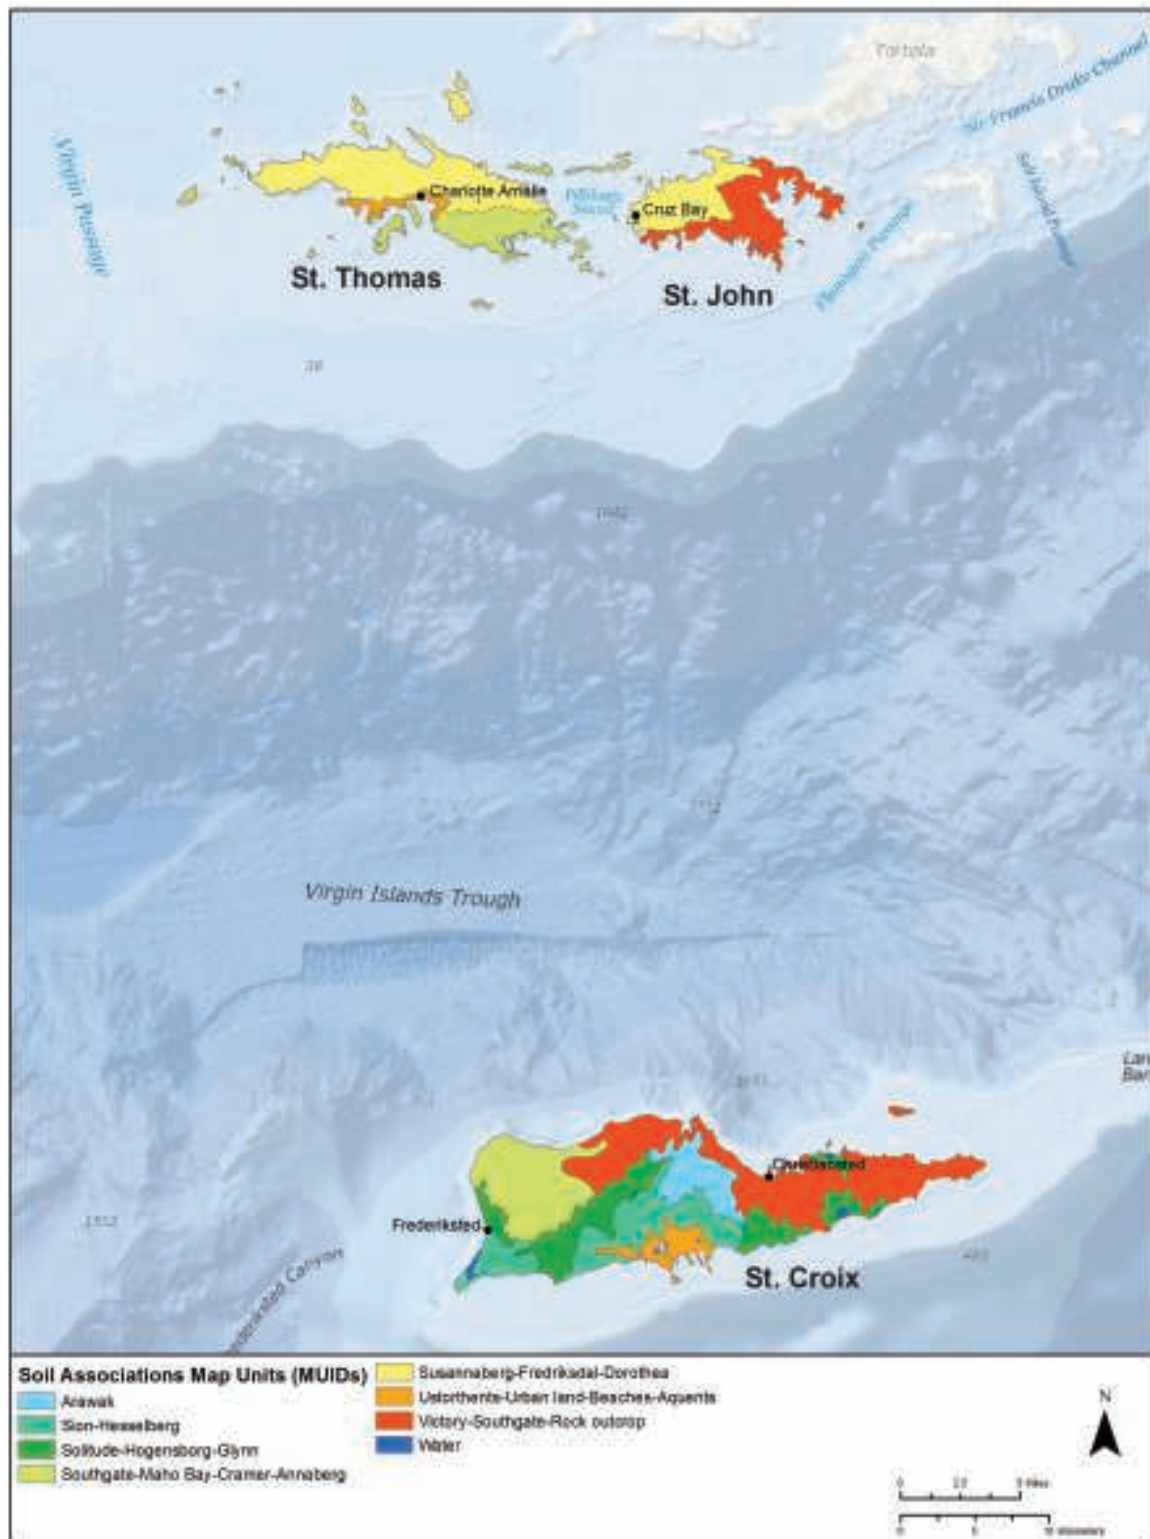 Tortola
Sir Francis Drake Channel
Virgin Passage
Charlotte Amalie
Pillsbury
Sound
Cruz Bay
St. Thomas
St. John
Virgin Islands Trough
Christiansted
Frederiksted
St. Croix
Soil Associations Map Units (MUIDs)
Arawak
Sion-Hesselberg
Solitude-Hogensborg-Glynn
Southgate-Maho Bay-Cramer-Annaberg
Susannaberg-Fredriksdal-Dorothea
Ustorthents-Urban land-Beaches-Aquents
Victory-Southgate-Rock outcrop
Water
N